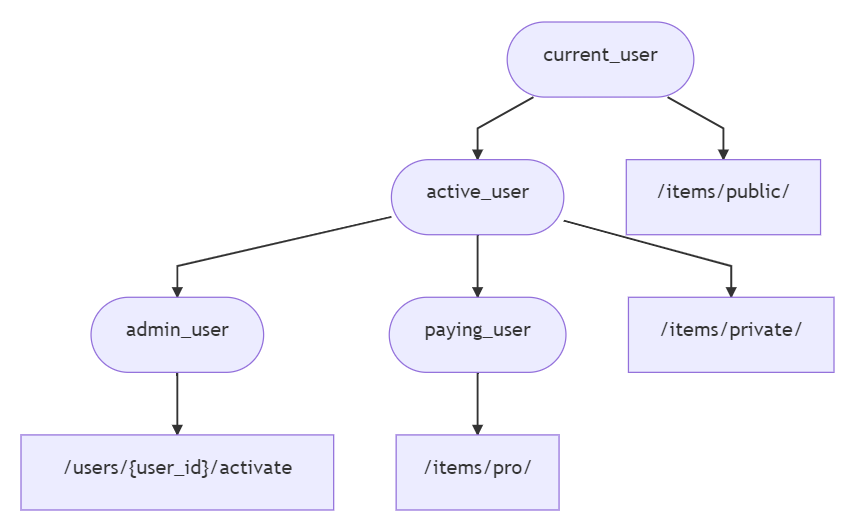 current_user
active_user
/items/public/
admin_user
paying_user
/items/private/
/users/{user_id}/activate
/items/pro/